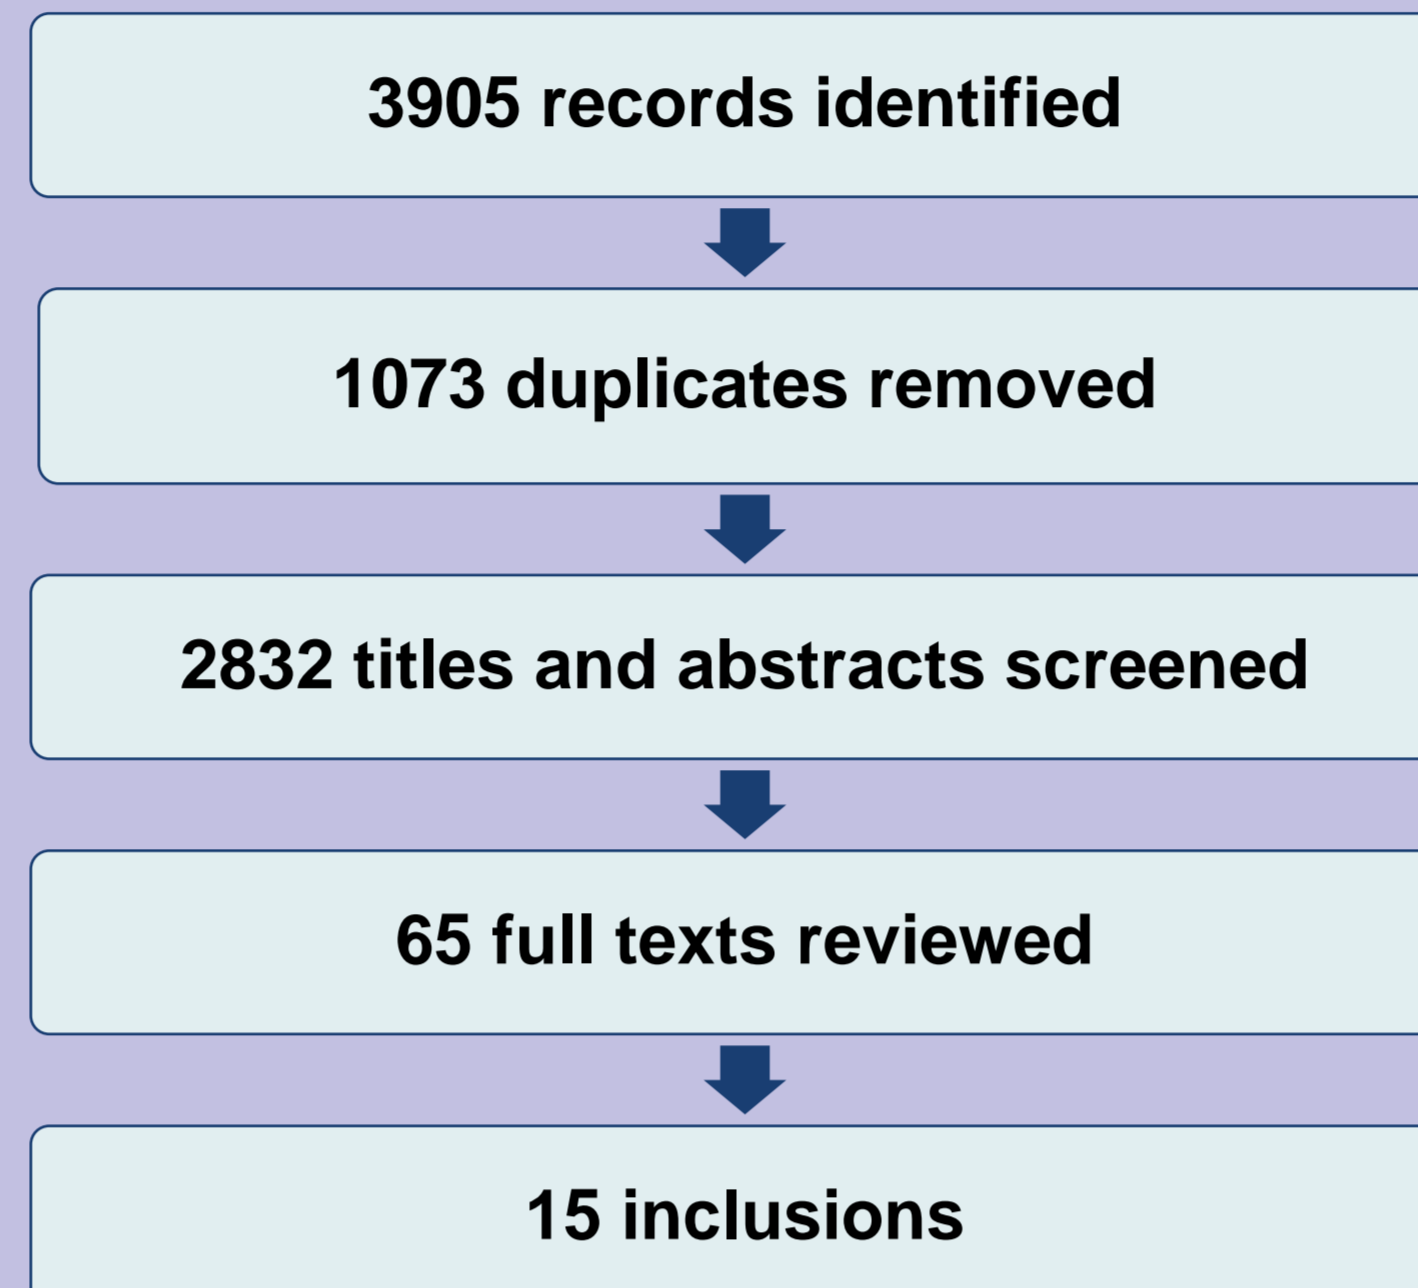 3905 records identified
1073 duplicates removed
2832 titles and abstracts screened
65 full texts reviewed
15 inclusions